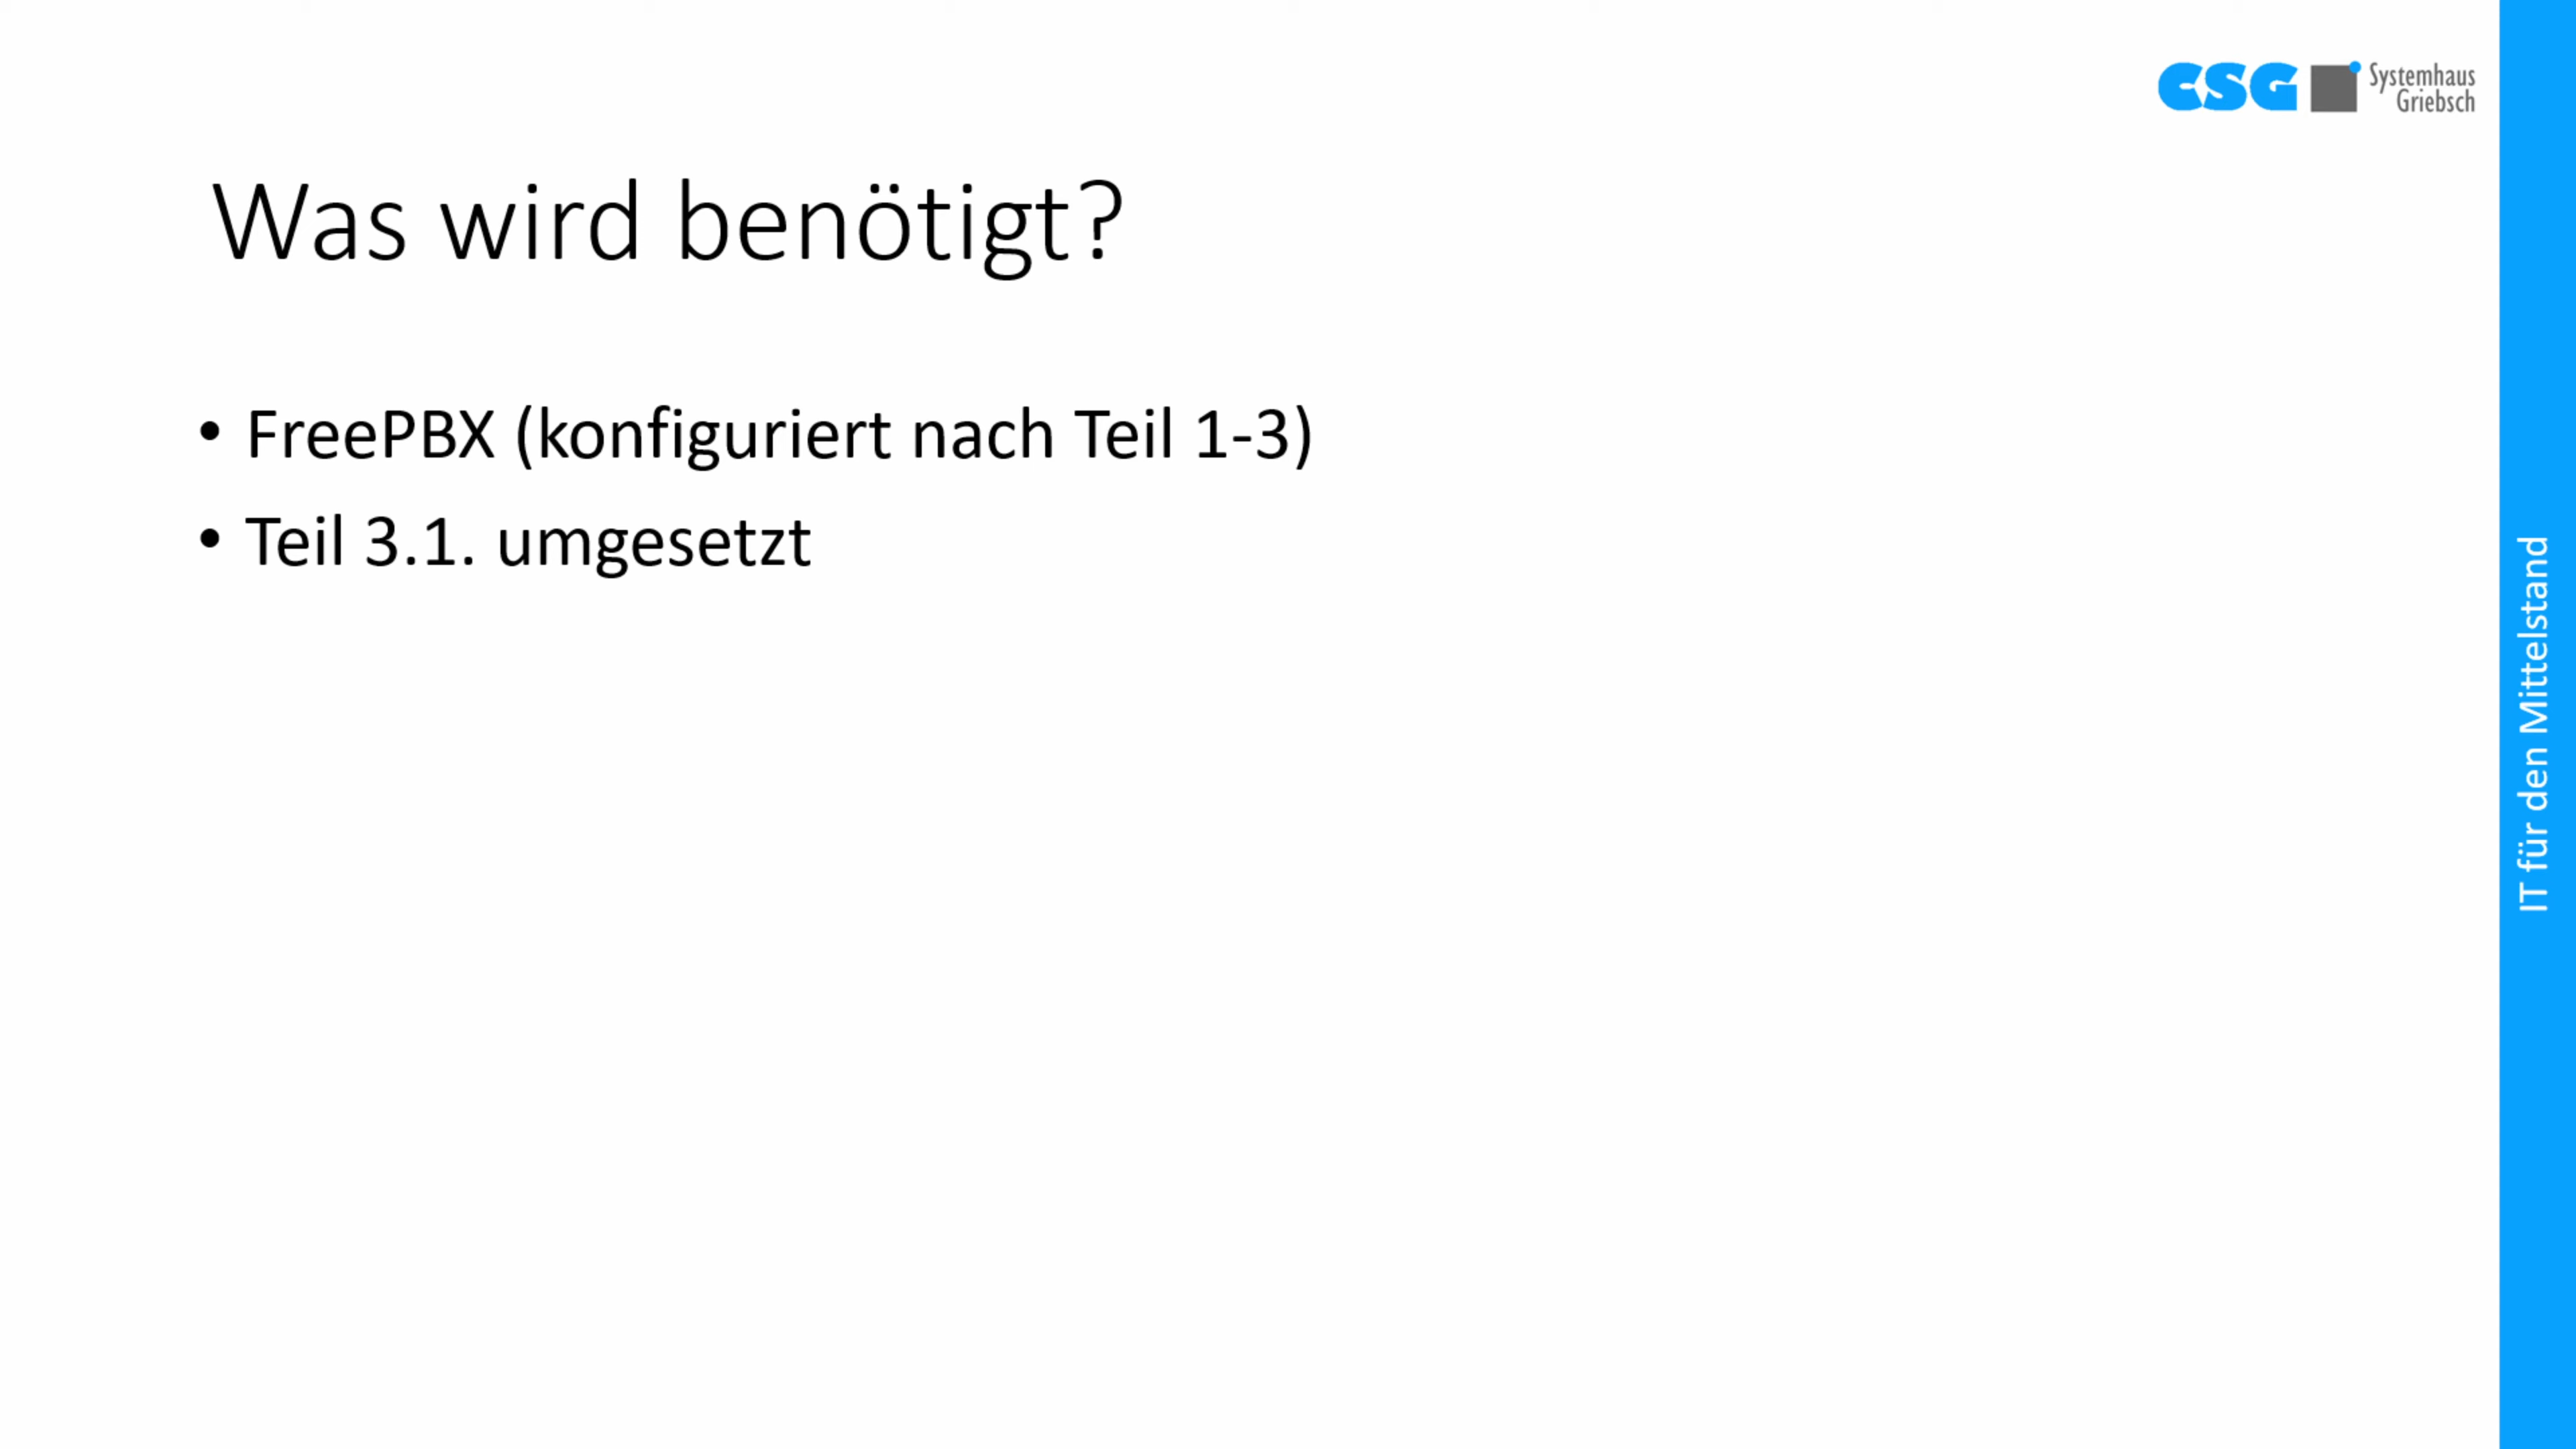 CSG Systemhaus
Griebsch
Was wird benötigt?
• FreePBX (konfiguriert nach Teil 1-3)
• Teil 3.1. umgesetzt
IT für den Mittelstand